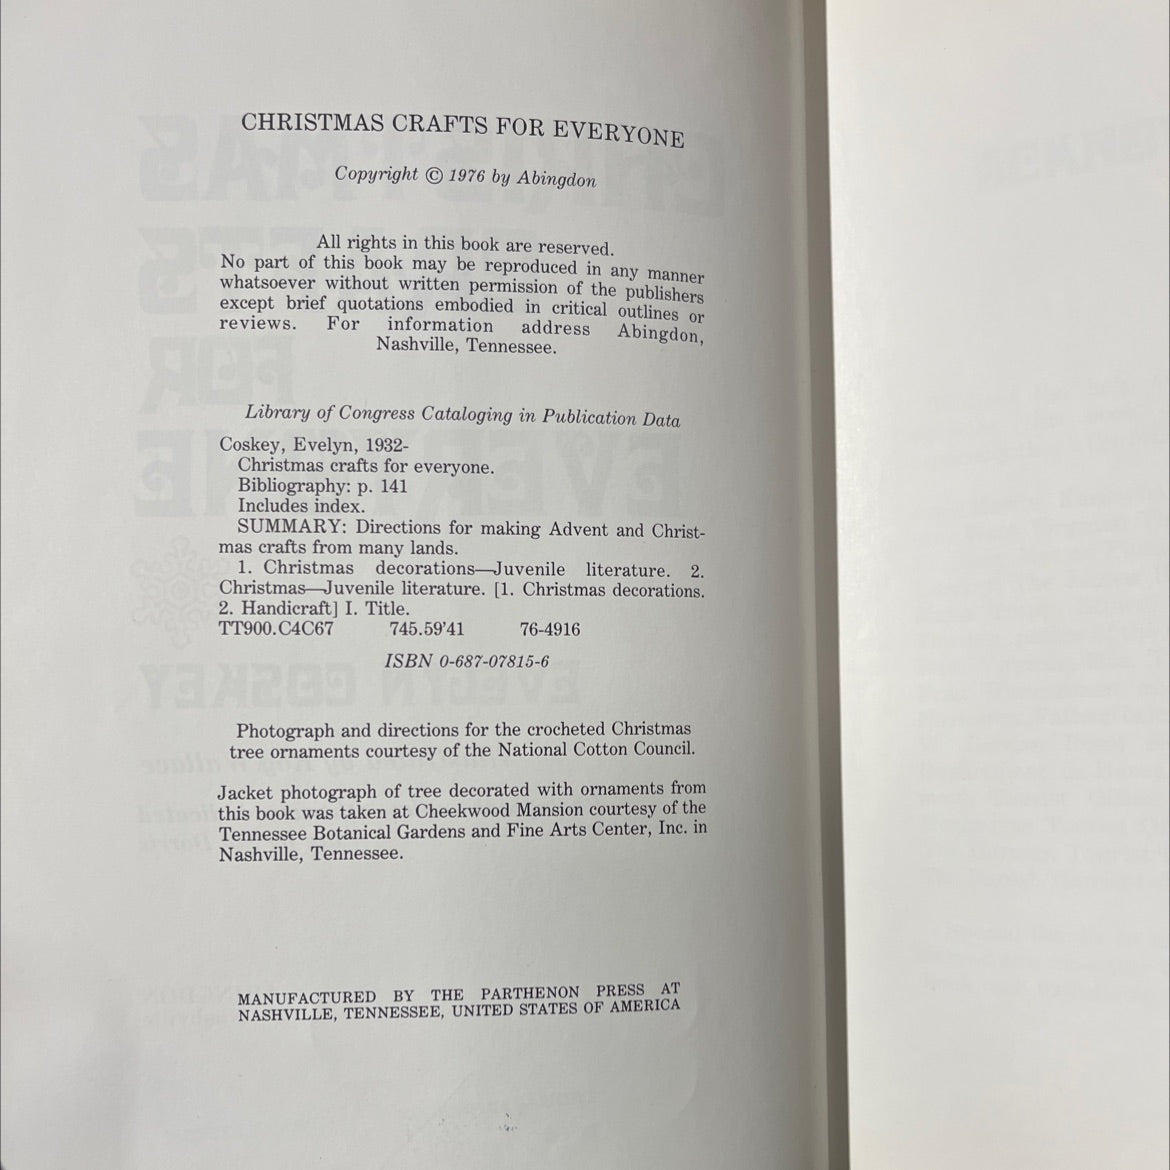 CHRISTMAS CRAFTS FOR EVERYONE
Copyright © 1976 by Abingdon
All rights in this book are reserved.
No part of this book may be reproduced in any manner
whatsoever without written permission of the publishers
except brief quotations embodied in critical outlines or
reviews. For information address Abingdon,
Nashville, Tennessee.
Library of Congress Cataloging in Publication Data
Coskey, Evelyn, 1932-
Christmas crafts for everyone.
Bibliography: p. 141
Includes index.
SUMMARY: Directions for making Advent and Christ-
mas crafts from many lands.
1. Christmas decorations—Juvenile literature. 2.
Christmas—Juvenile literature. [1. Christmas decorations.
2. Handicraft] I. Title.
TT900.C4C67 745.59'41 76-4916
ISBN 0-687-07815-6
Photograph and directions for the crocheted Christmas
tree ornaments courtesy of the National Cotton Council.
Jacket photograph of tree decorated with ornaments from
this book was taken at Cheekwood Mansion courtesy of the
Tennessee Botanical Gardens and Fine Arts Center, Inc. in
Nashville, Tennessee.
MANUFACTURED BY THE PARTHENON PRESS AT
NASHVILLE, TENNESSEE, UNITED STATES OF AMERICA